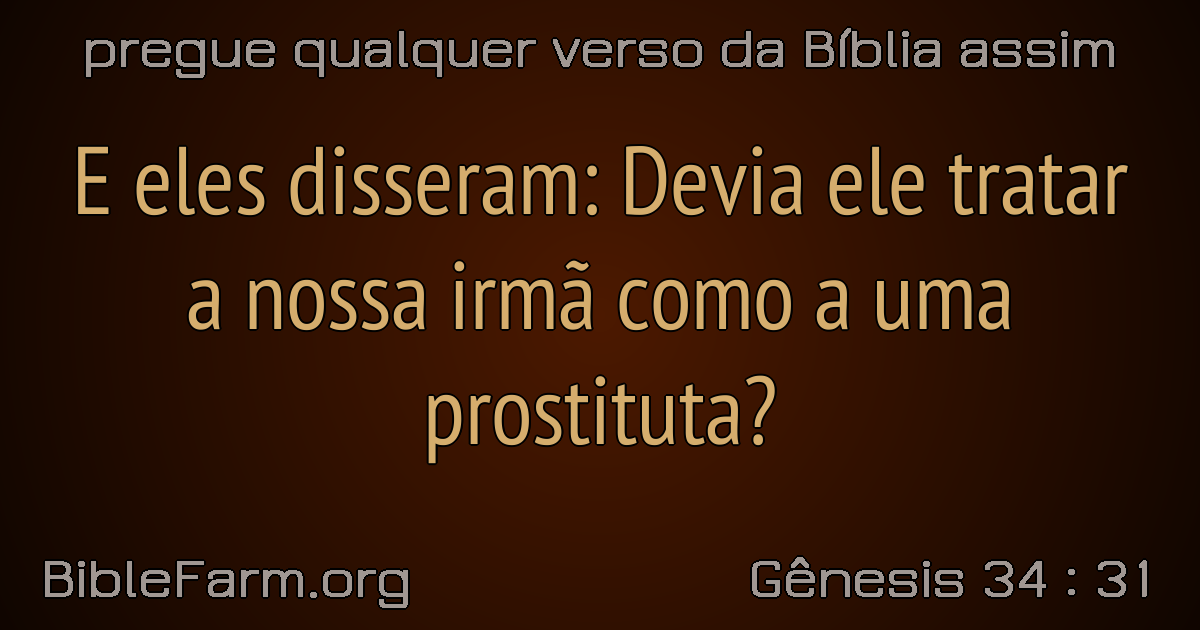 pregue qualquer verso da Bíblia assim
E eles disseram: Devia ele tratar
a nossa irmã como a uma
prostituta?
BibleFarm.org
Gênesis 34 : 31